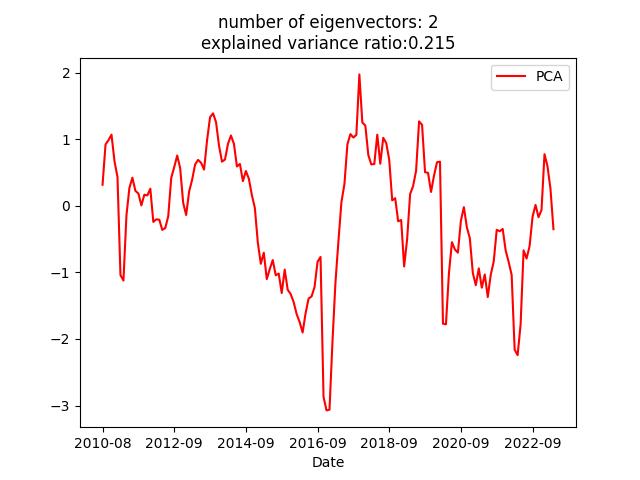 number of eigenvectors: 2
explained variance ratio:0.215
PCA
2
1
0
−1
−2
−3
2010-08 2012-09 2014-09 2016-09 2018-09 2020-09 2022-09
Date